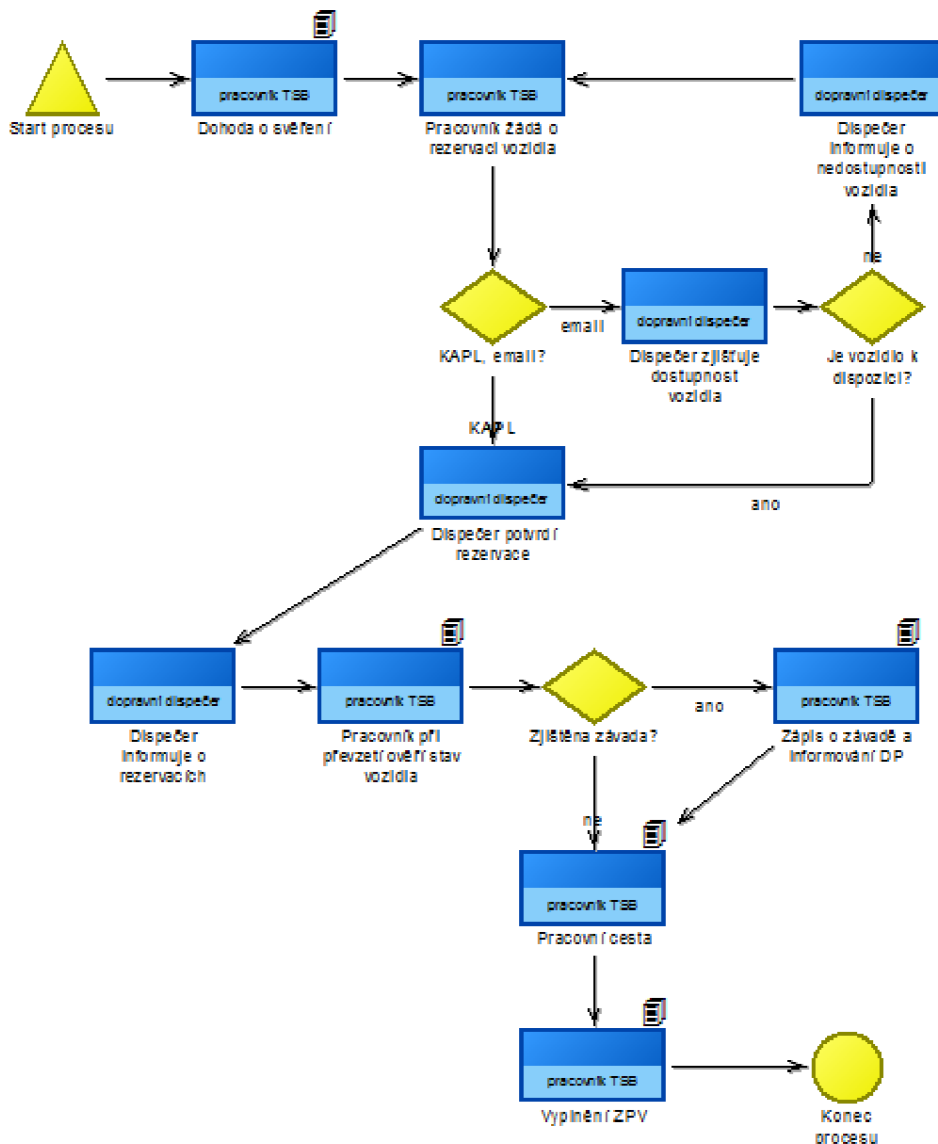 pracovník TSB
pracovník TSB
dopravní dispečer
Start procesu
Dohoda o svěření
Pracovník žádá o
rezervaci vozidla
Dispečer
informuje o
nedostupnosti
vozidla
ne
dopravní dispečer
email
KAPL, email?
Dispečer zjišťuje
dostupnost
vozidla
Je vozidlo k
dispozici?
KAPL
dopravní dispečer
ano
Dispečer potvrdí
rezervace
dopravní dispečer
pracovník TSB
ano
pracovník TSB
Dispečer
informuje o
rezervacích
Pracovník při
převzetí ověří stav
vozidla
Zjištěna závada?
Zápis o závadě a
informování DP
ne
pracovník TSB
Pracovní cesta
pracovník TSB
Vyplnění ZPV
Konec
procesu